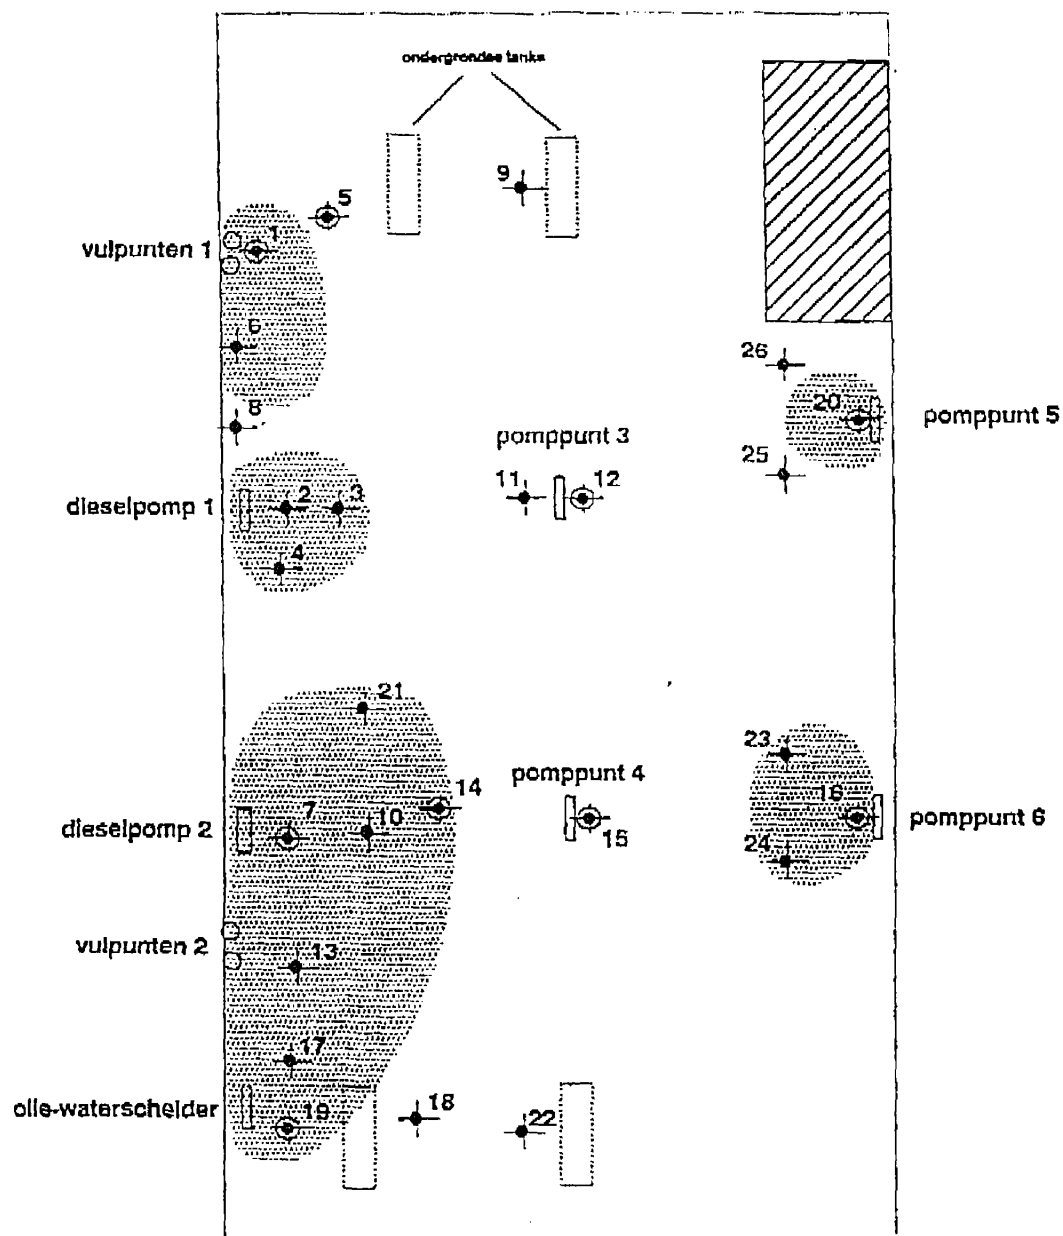 ondergrondse tanks
9
5
vulpunten 1
1
6
26
8
20
pomppunt 5
pomppunt 3
25
11
12
dieselpomp 1
2
3
4
21
23
pomppunt 4
14
dieselpomp 2
7
10
15
16
pomppunt 6
24
vulpunten 2
13
17
olie-waterscheider
19
18
22